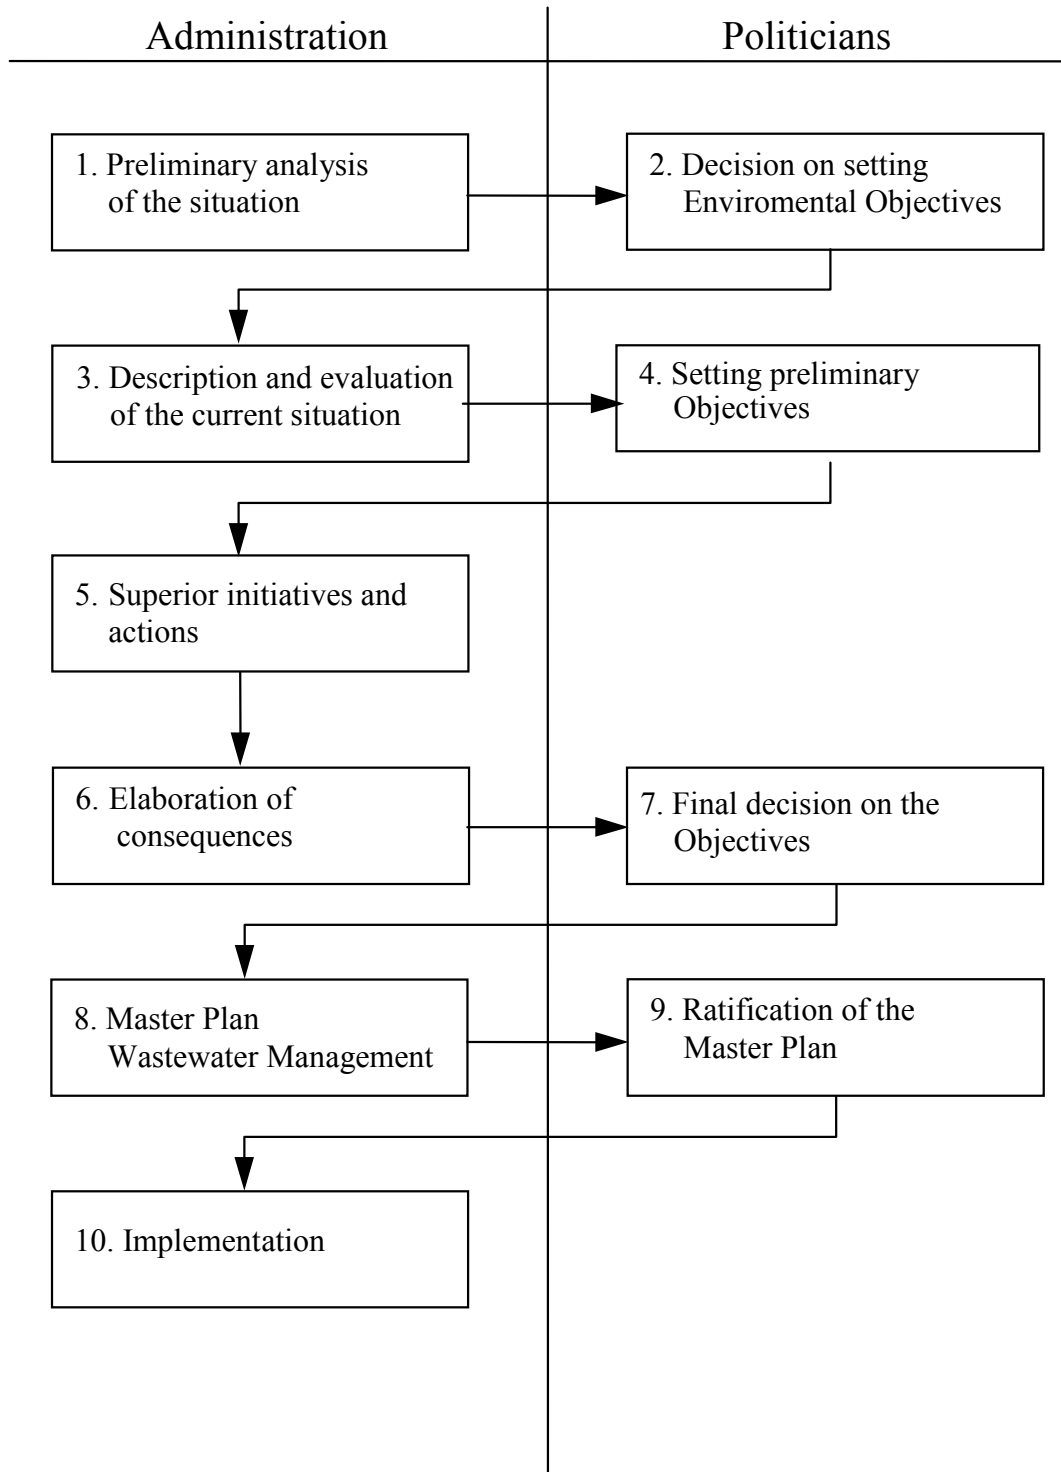 Administration
Politicians
1. Preliminary analysis
of the situation
2. Decision on setting
Enviromental Objectives
3. Description and evaluation
of the current situation
4. Setting preliminary
Objectives
5. Superior initiatives and
actions
6. Elaboration of
consequences
7. Final decision on the
Objectives
8. Master Plan
Wastewater Management
9. Ratification of the
Master Plan
10. Implementation